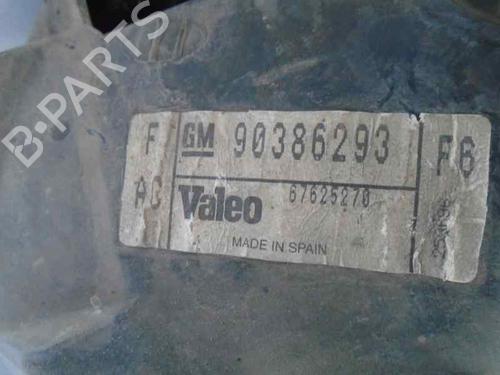 B-PARTS
F GM 90386293 F6
AC Valeo 67625270
MADE IN SPAIN